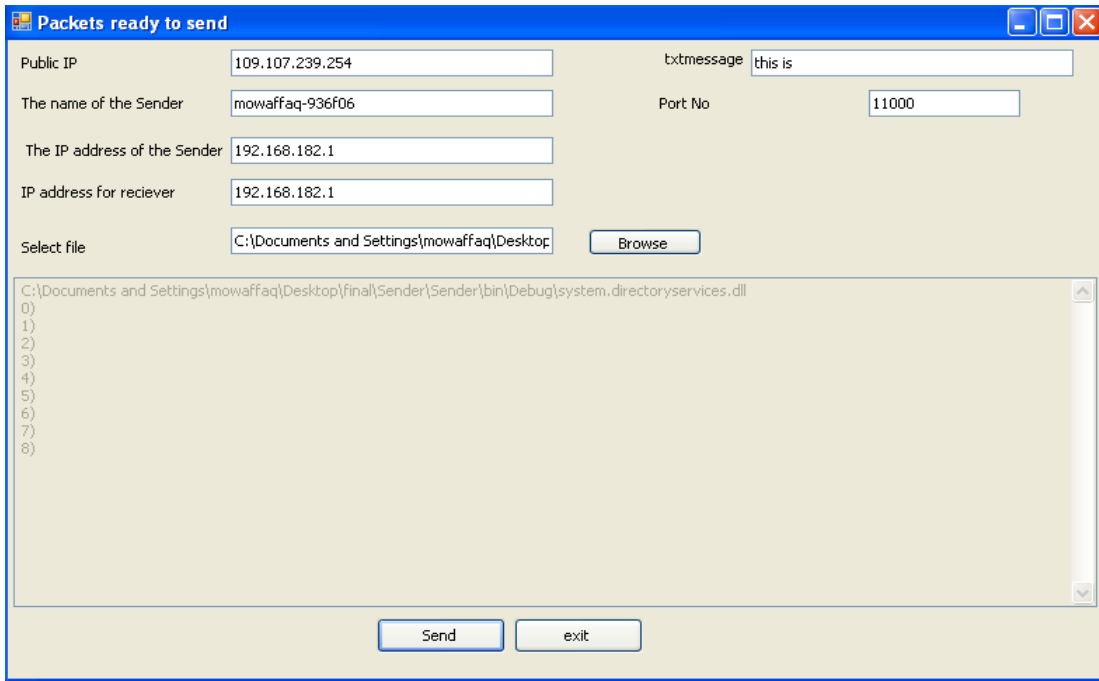 Packets ready to send
Public IP 109.107.239.254 txtmessage this is
The name of the Sender mowaffaq-936f06 Port No 11000
The IP address of the Sender 192.168.182.1
IP address for reciever 192.168.182.1
Select file C:\Documents and Settings\mowaffaq\Desktop Browse
C:\Documents and Settings\mowaffaq\Desktop\final\Sender\Sender\bin\Debug\system.directoryservices.dll
0)
1)
2)
3)
4)
5)
6)
7)
8)
Send exit